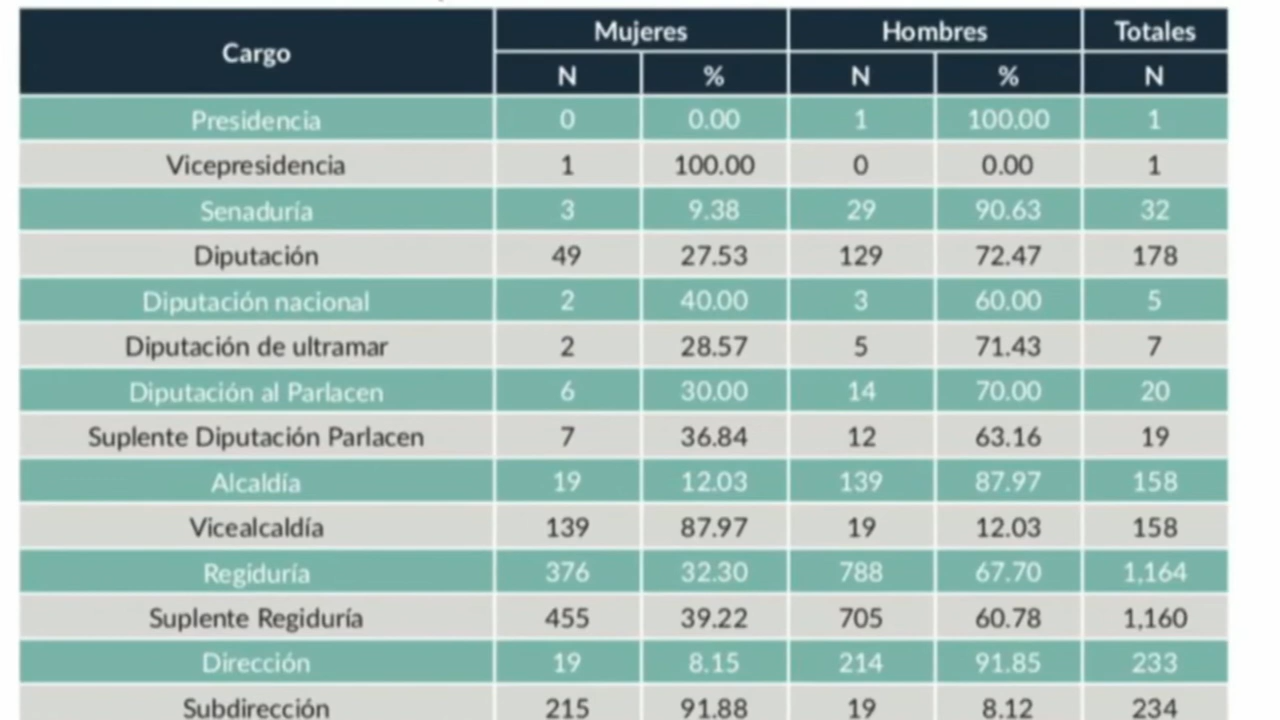 Cargo Mujeres Hombres Totales
N % N % N
Presidencia 0 0.00 1 100.00 1
Vicepresidencia 1 100.00 0 0.00 1
Senaduría 3 9.38 29 90.63 32
Diputación 49 27.53 129 72.47 178
Diputación nacional 2 40.00 3 60.00 5
Diputación de ultramar 2 28.57 5 71.43 7
Diputación al Parlacen 6 30.00 14 70.00 20
Suplente Diputación Parlacen 7 36.84 12 63.16 19
Alcaldía 19 12.03 139 87.97 158
Vicealcaldía 139 87.97 19 12.03 158
Regiduría 376 32.30 788 67.70 1,164
Suplente Regiduría 455 39.22 705 60.78 1,160
Dirección 19 8.15 214 91.85 233
Subdirección 215 91.88 19 8.12 234